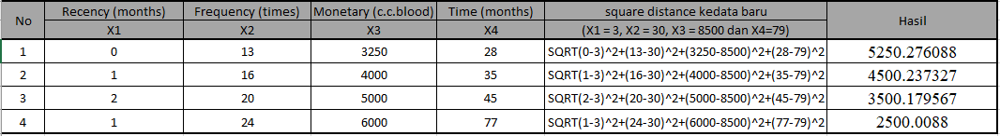 No Recency (months) Frequency (times) Monetary (c.c.blood) Time (months) square distance kedata baru Hasil
X1 X2 X3 X4 (X1 = 3, X2 = 30, X3 = 8500 dan X4=79)
1 0 13 3250 28 SQRT(0-3)^2+(13-30)^2+(3250-8500)^2+(28-79)^2 5250.276088
2 1 16 4000 35 SQRT(1-3)^2+(16-30)^2+(4000-8500)^2+(35-79)^2 4500.237327
3 2 20 5000 45 SQRT(2-3)^2+(20-30)^2+(5000-8500)^2+(45-79)^2 3500.179567
4 1 24 6000 77 SQRT(1-3)^2+(24-30)^2+(6000-8500)^2+(77-79)^2 2500.0088